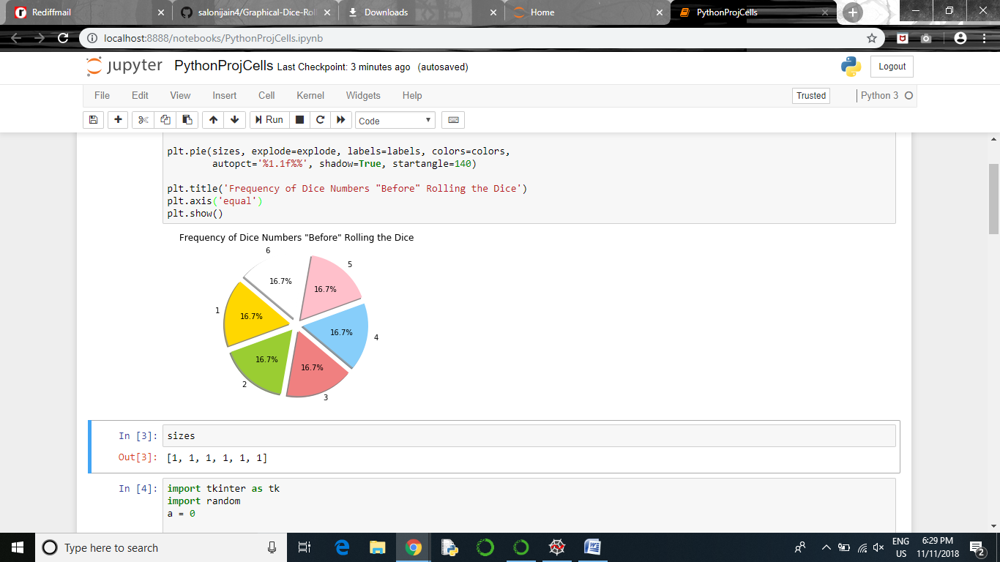 Rediffmail
salonijain4/Graphical-Dice-Roll
Downloads
Home
PythonProjCells
localhost:8888/notebooks/PythonProjCells.ipynb
jupyter PythonProjCells Last Checkpoint: 3 minutes ago (autosaved)
Logout
File Edit View Insert Cell Kernel Widgets Help
Trusted
Python 3
Run
Code
plt.pie(sizes, explode=explode, labels=labels, colors=colors,
autopct='%1.1f%%', shadow=True, startangle=140)
plt.title('Frequency of Dice Numbers "Before" Rolling the Dice')
plt.axis('equal')
plt.show()
Frequency of Dice Numbers "Before" Rolling the Dice
6
5
16.7%
16.7%
1
16.7%
16.7%
4
16.7%
16.7%
2
3
In [3]: sizes
Out[3]: [1, 1, 1, 1, 1, 1]
In [4]: import tkinter as tk
import random
a = 0
Type here to search
ENG
US
6:29 PM
11/11/2018
2